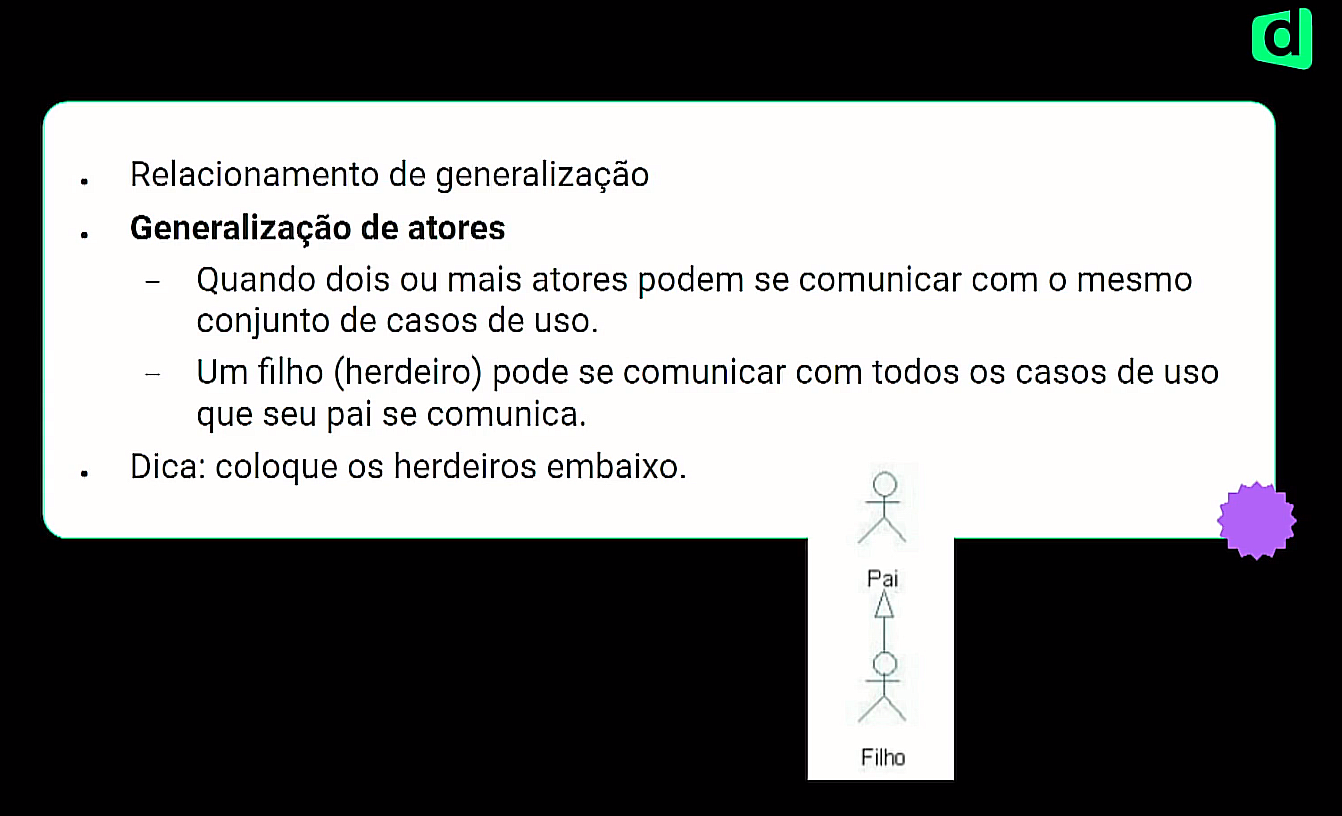 d
. Relacionamento de generalização
. Generalização de atores
– Quando dois ou mais atores podem se comunicar com o mesmo
conjunto de casos de uso.
– Um filho (herdeiro) pode se comunicar com todos os casos de uso
que seu pai se comunica.
. Dica: coloque os herdeiros embaixo.
Pai
Filho